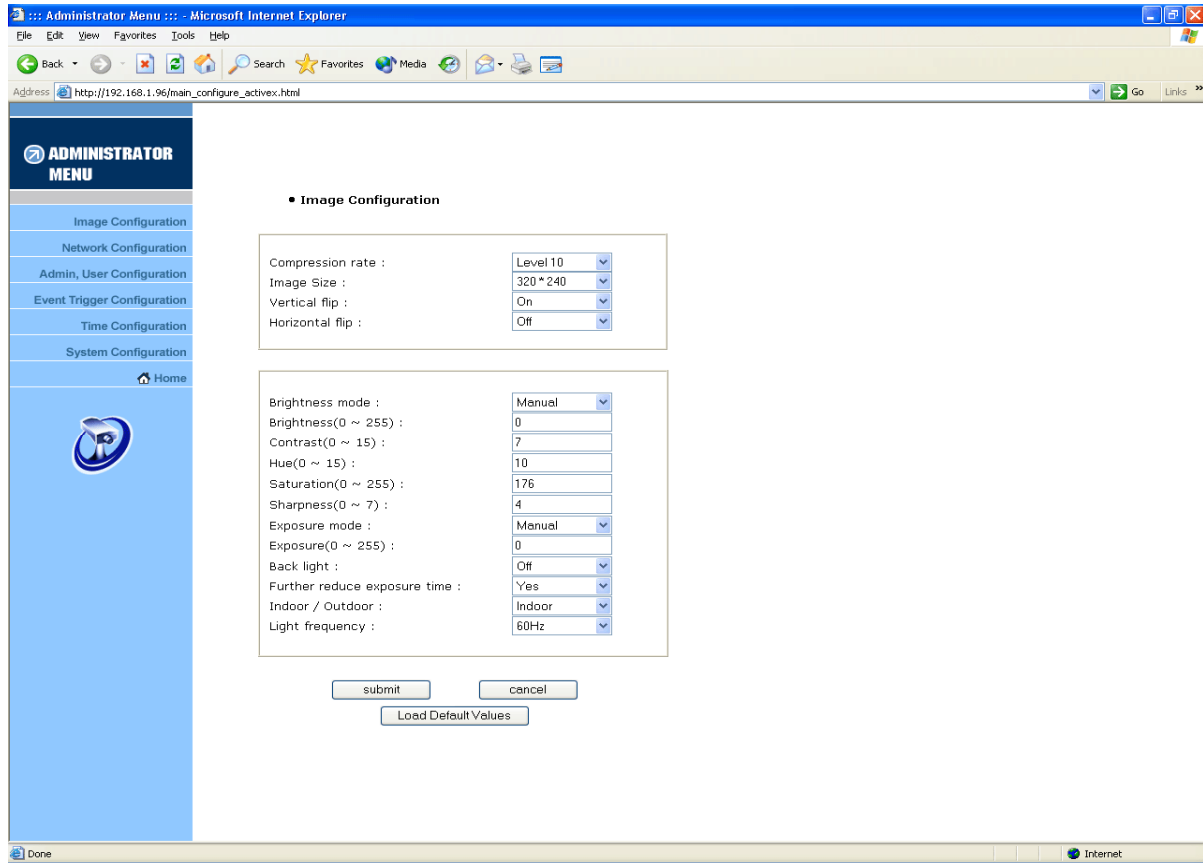 ::: Administrator Menu ::: - Microsoft Internet Explorer
File Edit View Favorites Tools Help
Back Search Favorites Media
Address http://192.168.1.96/main_configure_activex.html Go Links »
ADMINISTRATOR
MENU
Image Configuration
Network Configuration
Admin, User Configuration
Event Trigger Configuration
Time Configuration
System Configuration
Home
• Image Configuration
Compression rate : Level 10
Image Size : 320 * 240
Vertical flip : On
Horizontal flip : Off
Brightness mode : Manual
Brightness(0 ~ 255) : 0
Contrast(0 ~ 15) : 7
Hue(0 ~ 15) : 10
Saturation(0 ~ 255) : 176
Sharpness(0 ~ 7) : 4
Exposure mode : Manual
Exposure(0 ~ 255) : 0
Back light : Off
Further reduce exposure time : Yes
Indoor / Outdoor : Indoor
Light frequency : 60Hz
submit cancel
Load Default Values
Done Internet